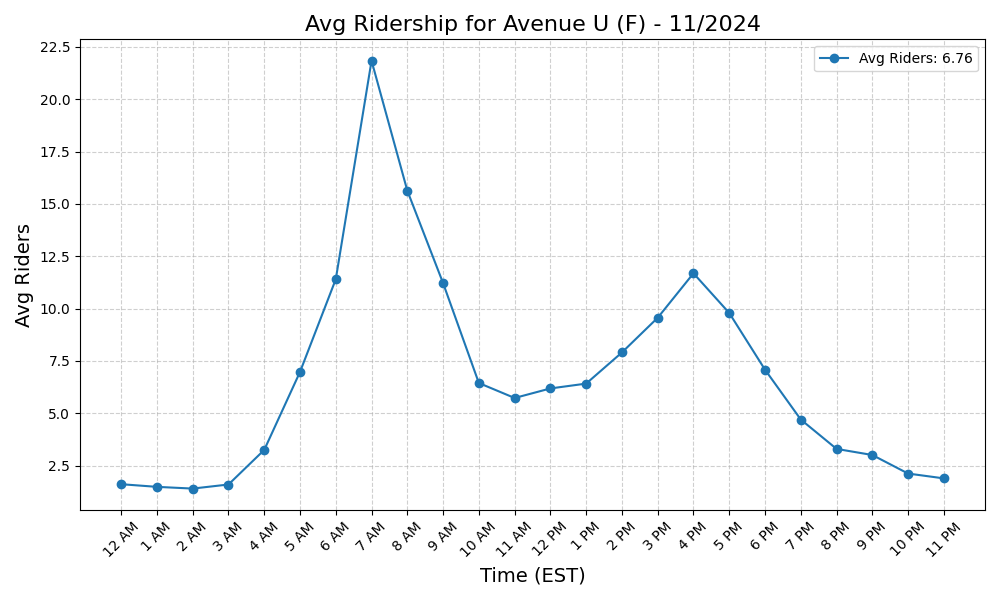 Avg Ridership for Avenue U (F) - 11/2024
Avg Riders: 6.76
Avg Riders
22.5
20.0
17.5
15.0
12.5
10.0
7.5
5.0
2.5
12 AM
1 AM
2 AM
3 AM
4 AM
5 AM
6 AM
7 AM
8 AM
9 AM
10 AM
11 AM
12 PM
1 PM
2 PM
3 PM
4 PM
5 PM
6 PM
7 PM
8 PM
9 PM
10 PM
11 PM
Time (EST)